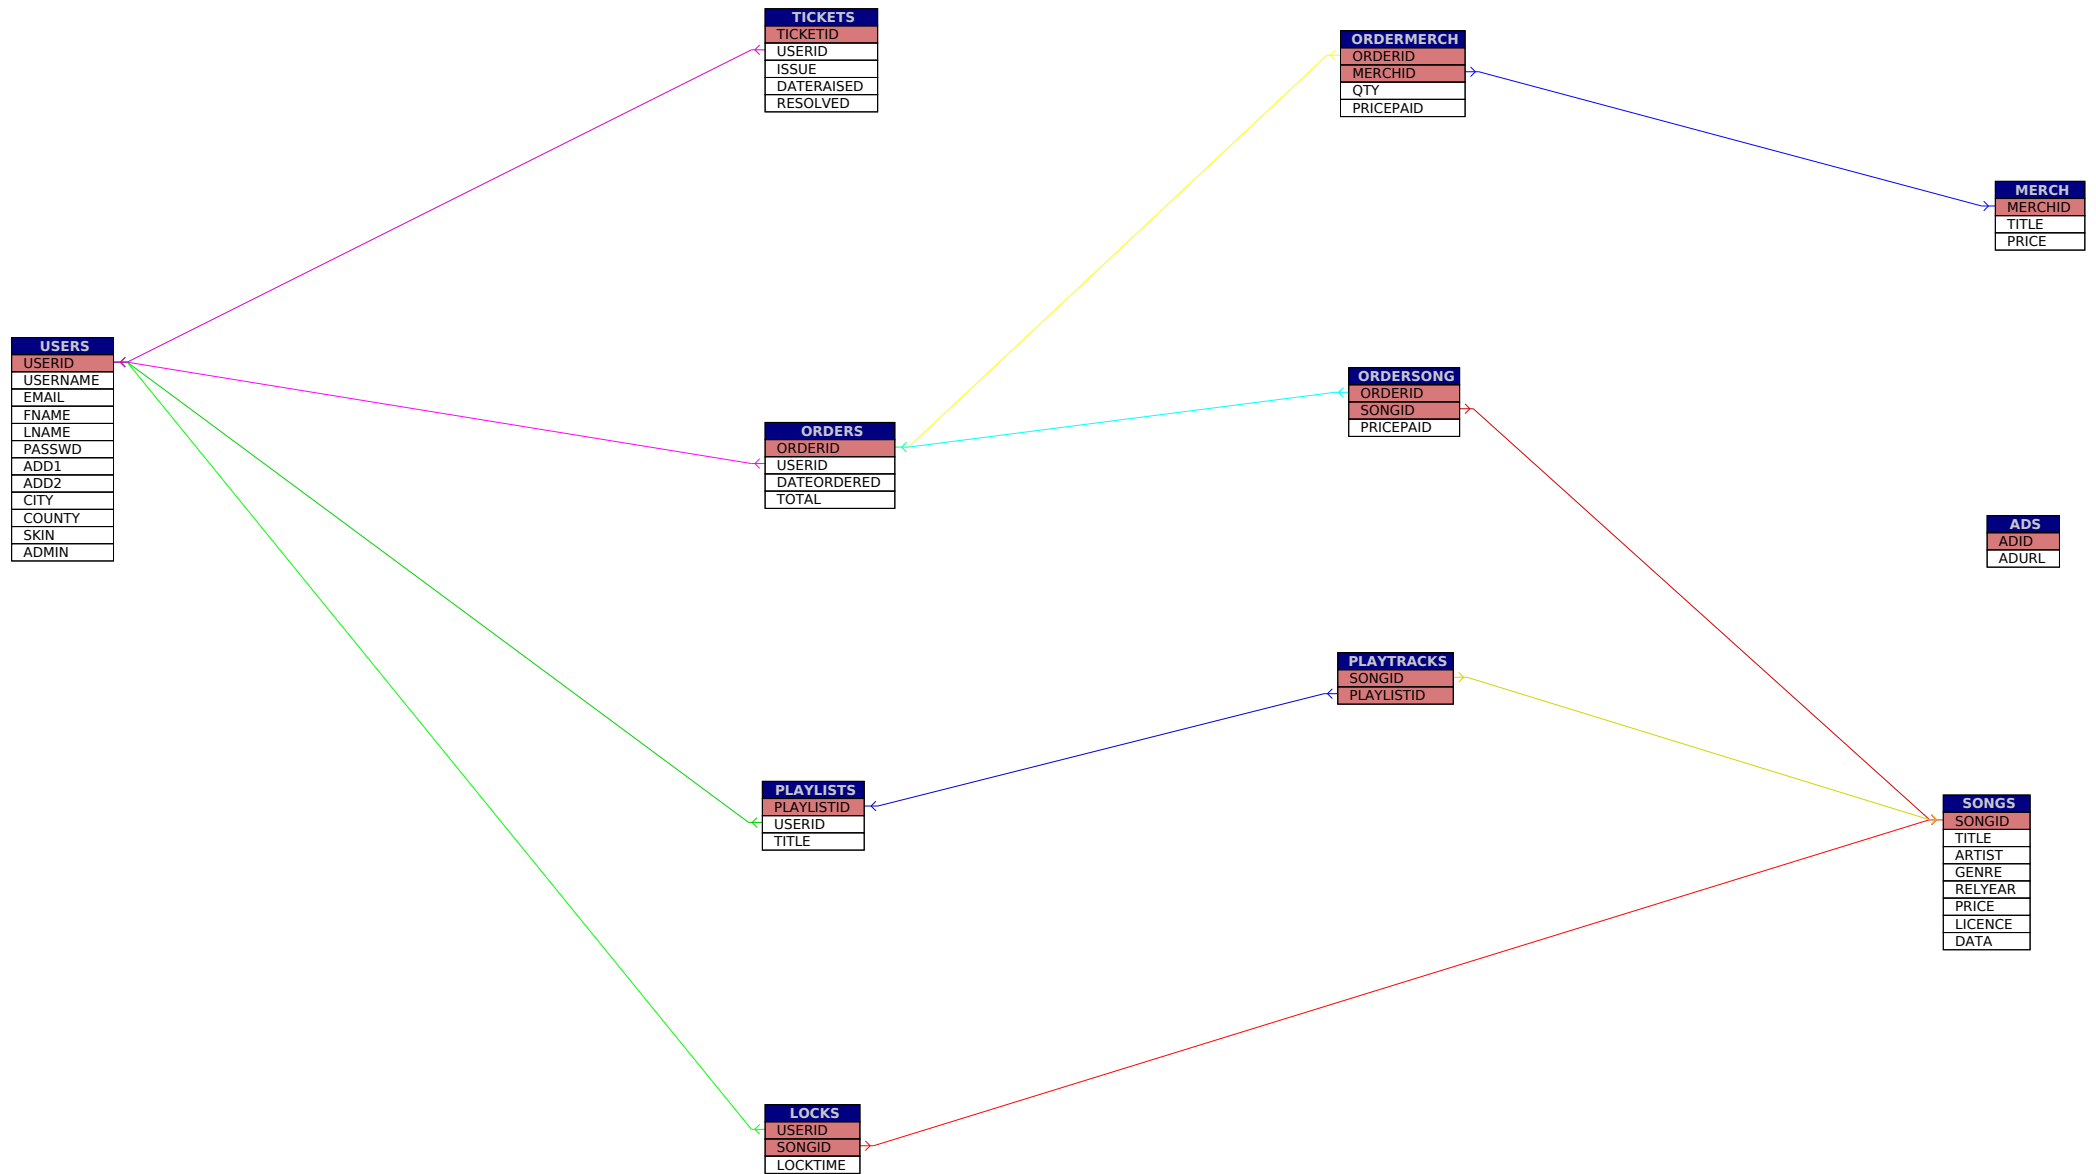 TICKETS
TICKETID
USERID
ISSUE
DATERAISED
RESOLVED
ORDERMERCH
ORDERID
MERCHID
QTY
PRICEPAID
MERCH
MERCHID
TITLE
PRICE
USERS
USERID
USERNAME
EMAIL
FNAME
LNAME
PASSWD
ADD1
ADD2
CITY
COUNTY
SKIN
ADMIN
ORDERS
ORDERID
USERID
DATEORDERED
TOTAL
ORDERSONG
ORDERID
SONGID
PRICEPAID
ADS
ADID
ADURL
PLAYTRACKS
SONGID
PLAYLISTID
PLAYLISTS
PLAYLISTID
USERID
TITLE
SONGS
SONGID
TITLE
ARTIST
GENRE
RELYEAR
PRICE
LICENCE
DATA
LOCKS
USERID
SONGID
LOCKTIME